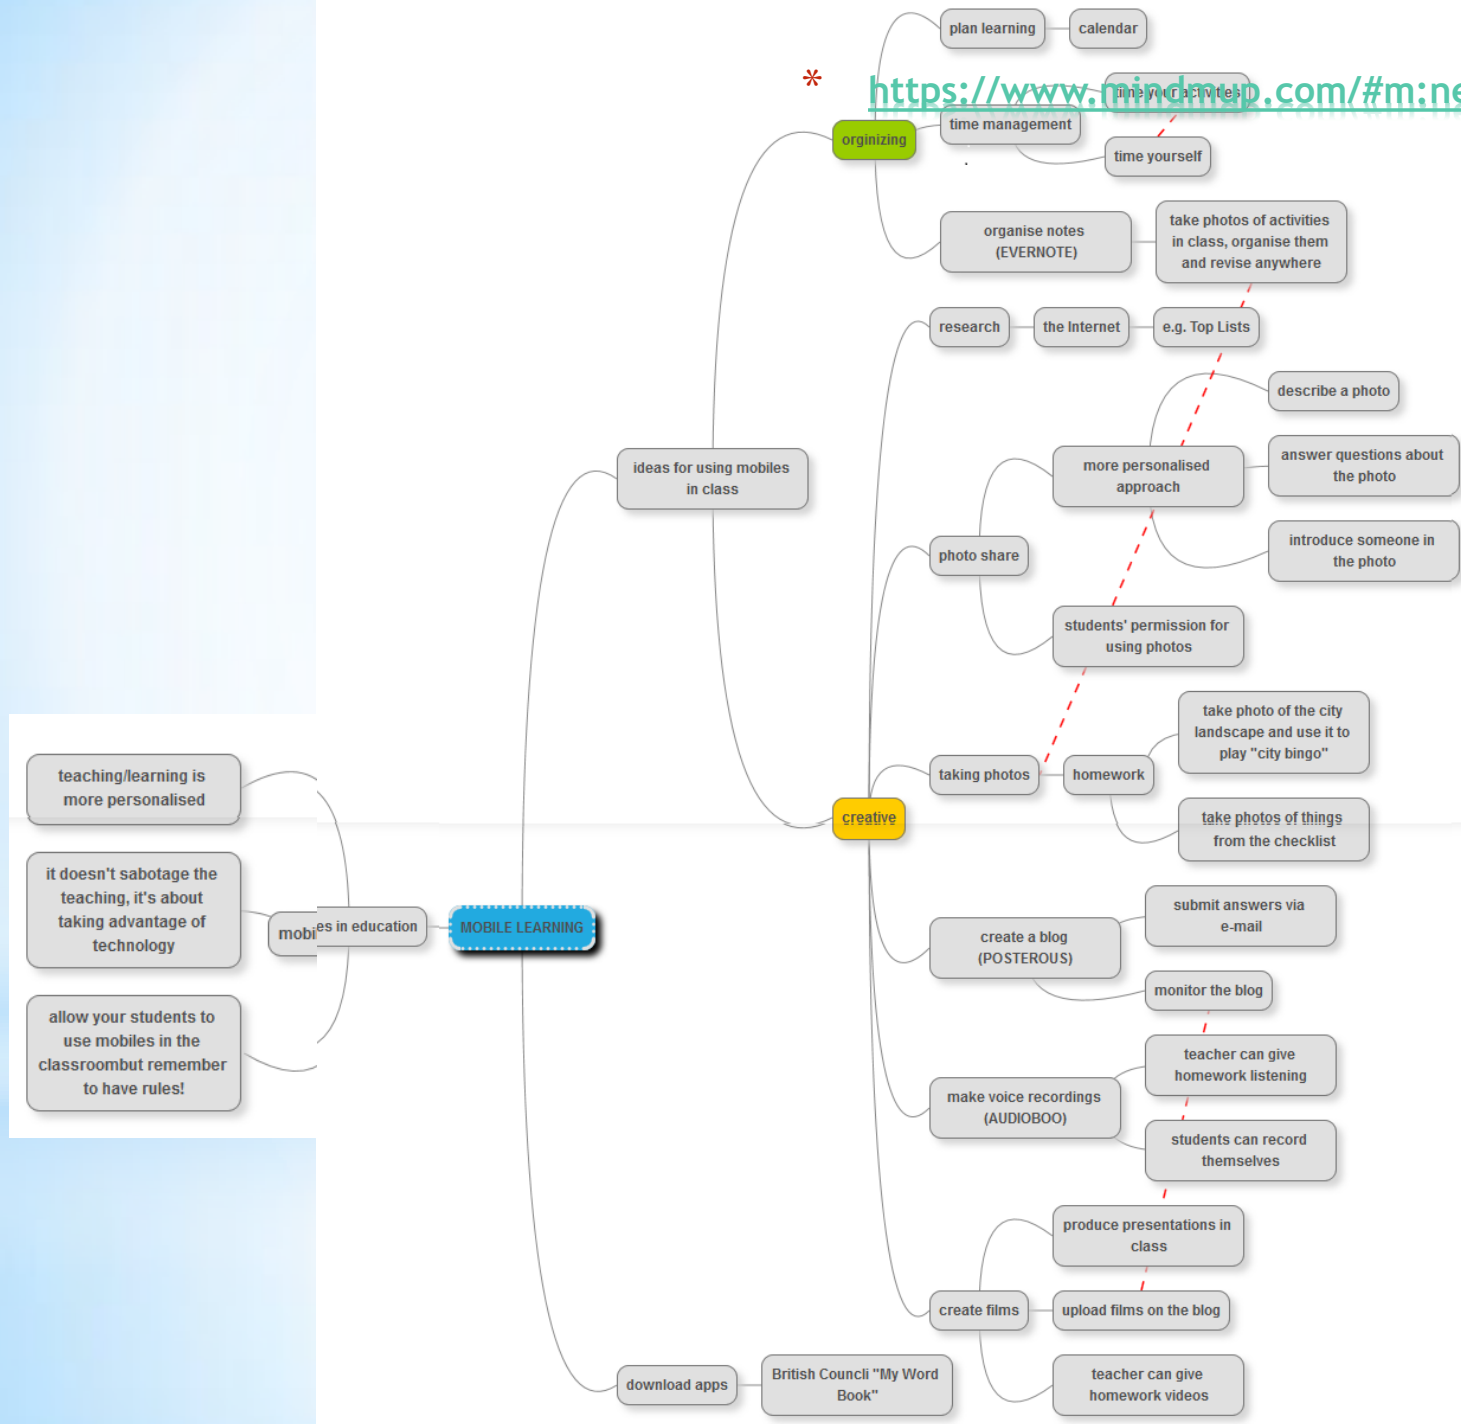 plan learning
calendar
* https://www.mindmup.com/#m:ne
time your activities
orginizing
time management
time yourself
organise notes
(EVERNOTE)
take photos of activities
in class, organise them
and revise anywhere
research
the Internet
e.g. Top Lists
describe a photo
ideas for using mobiles
in class
more personalised
approach
answer questions about
the photo
introduce someone in
the photo
photo share
students' permission for
using photos
take photo of the city
landscape and use it to
play "city bingo"
taking photos
homework
creative
take photos of things
from the checklist
teaching/learning is
more personalised
it doesn't sabotage the
teaching, it's about
taking advantage of
technology
mobiles in education
MOBILE LEARNING
allow your students to
use mobiles in the
classroombut remember
to have rules!
create a blog
(POSTEROUS)
submit answers via
e-mail
monitor the blog
make voice recordings
(AUDIOBOO)
teacher can give
homework listening
students can record
themselves
create films
produce presentations in
class
upload films on the blog
teacher can give
homework videos
download apps
British Councli "My Word
Book"